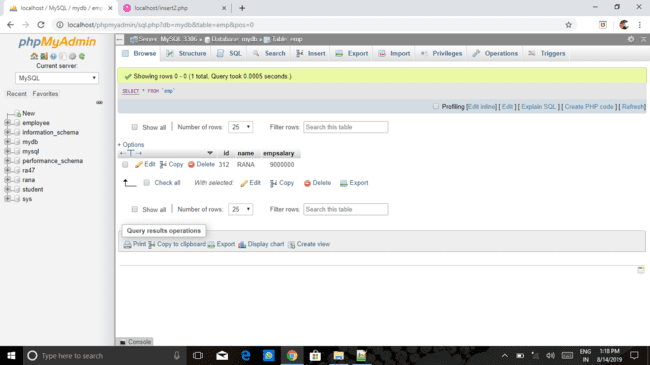 localhost / MySQL / mydb / emp
localhost/insert2.php
localhost/phpmyadmin/sql.php?db=mydb&table=emp&pos=0
phpMyAdmin
Current server:
MySQL
Recent Favorites
New
employee
information_schema
mydb
mysql
performance_schema
ra47
rana
student
sys
Server: MySQL:3306 » Database: mydb » Table: emp
Browse Structure SQL Search Insert Export Import Privileges Operations Triggers
Showing rows 0 - 0 (1 total, Query took 0.0005 seconds.)
SELECT * FROM `emp`
Profiling [Edit inline] [ Edit ] [ Explain SQL ] [ Create PHP code ] [ Refresh]
Show all Number of rows: 25 Filter rows: Search this table
+ Options
←T→ id name empsalary
Edit Copy Delete 312 RANA 9000000
Check all With selected: Edit Copy Delete Export
Show all Number of rows: 25 Filter rows: Search this table
Query results operations
Print Copy to clipboard Export Display chart Create view
Console
Type here to search
ENG
IN
1:18 PM
8/14/2019